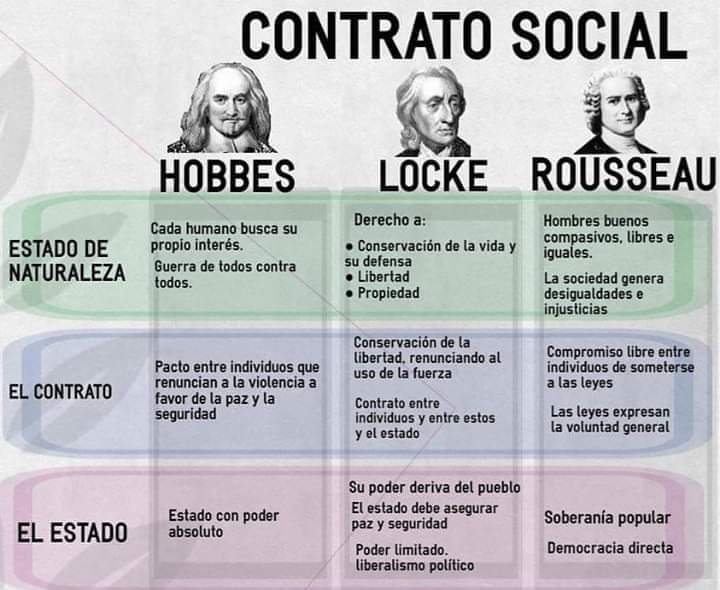 CONTRATO SOCIAL
HOBBES
LOCKE
ROUSSEAU
ESTADO DE
NATURALEZA
Cada humano busca su
propio interés.
Guerra de todos contra
todos.
Derecho a:
● Conservación de la vida y
su defensa
● Libertad
● Propiedad
Hombres buenos
compasivos, libres e
iguales.
La sociedad genera
desigualdades e
injusticias
EL CONTRATO
Pacto entre individuos que
renuncian a la violencia a
favor de la paz y la
seguridad
Conservación de la
libertad, renunciando al
uso de la fuerza
Contrato entre
individuos y entre estos
y el estado
Compromiso libre entre
individuos de someterse
a las leyes
Las leyes expresan
la voluntad general
EL ESTADO
Estado con poder
absoluto
Su poder deriva del pueblo
El estado debe asegurar
paz y seguridad
Poder limitado.
liberalismo político
Soberanía popular
Democracia directa